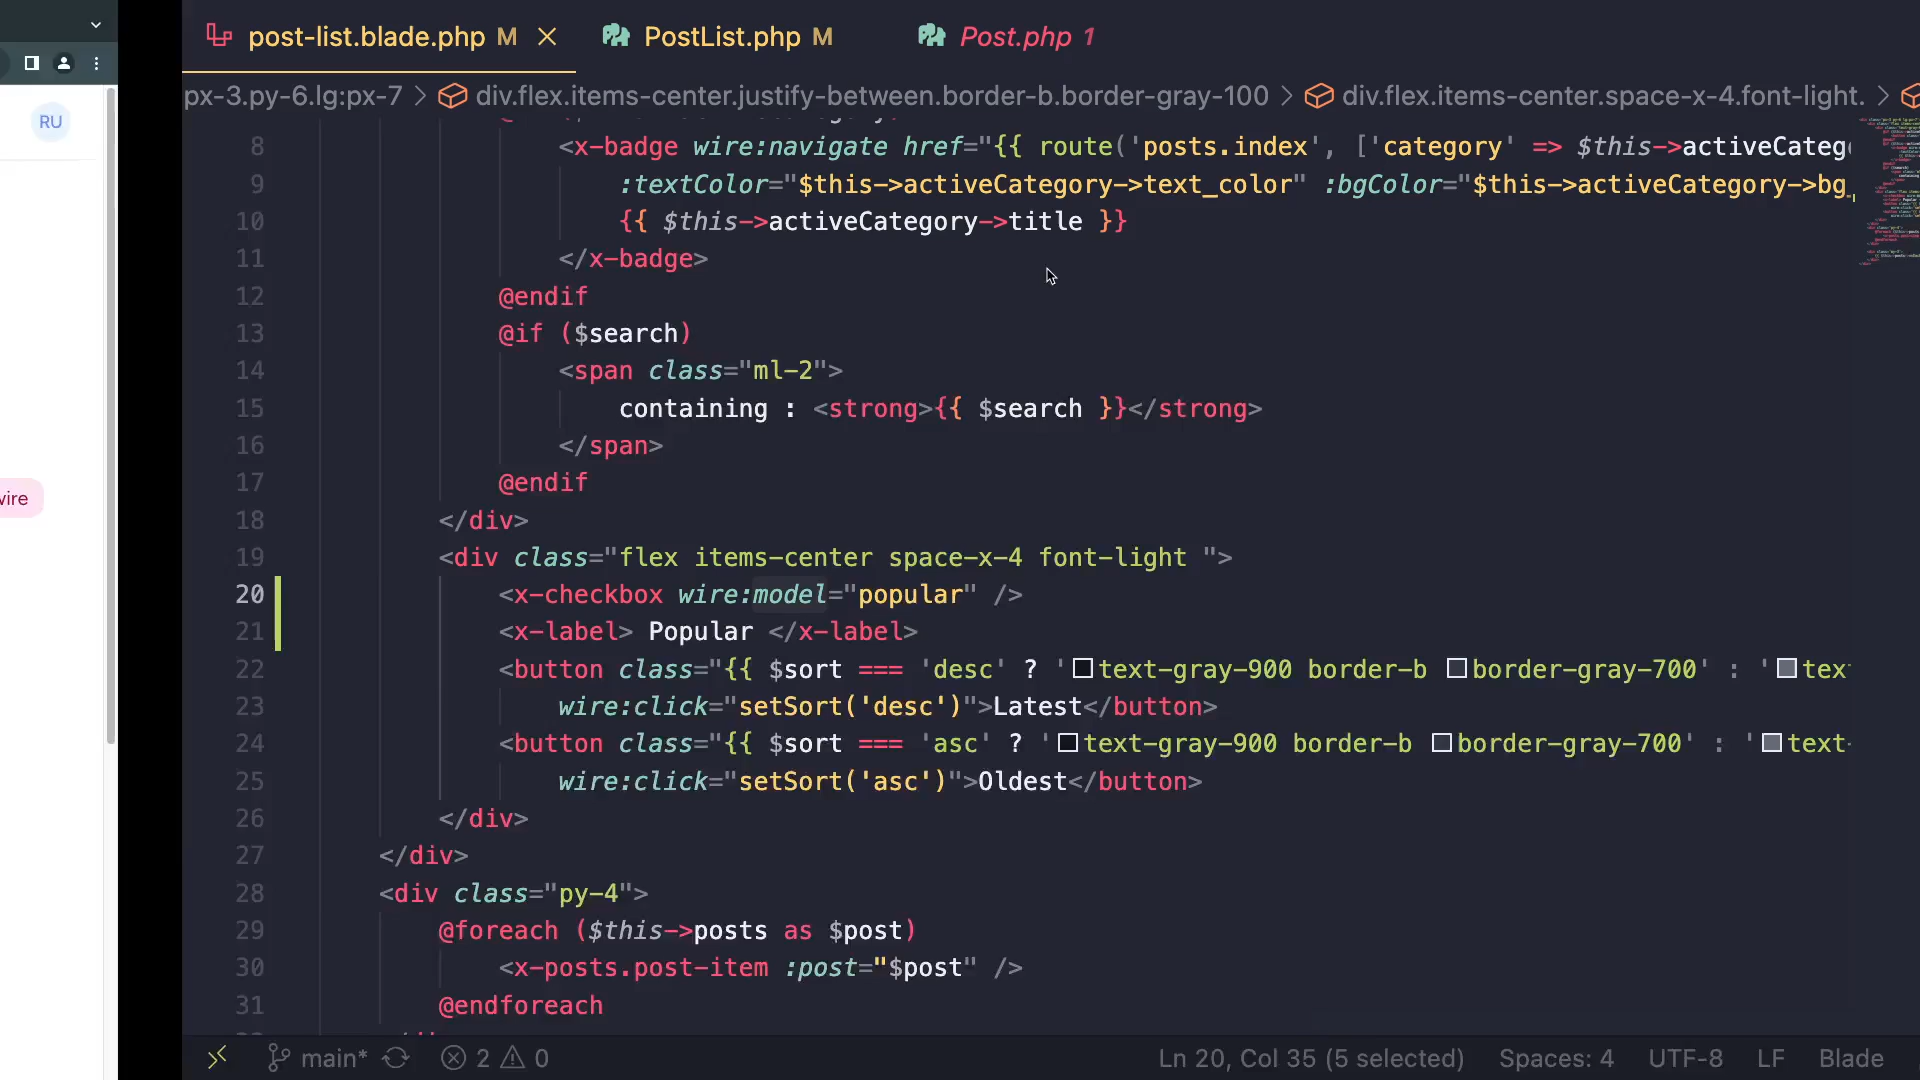 post-list.blade.php M
PostList.php M
Post.php 1
px-3.py-6.lg:px-7 > div.flex.items-center.justify-between.border-b.border-gray-100 > div.flex.items-center.space-x-4.font-light. >
RU
wire
8 <x-badge wire:navigate href="{{ route('posts.index', ['category' => $this->activeCateg
9 :textColor="$this->activeCategory->text_color" :bgColor="$this->activeCategory->bg_
10 {{ $this->activeCategory->title }}
11 </x-badge>
12 @endif
13 @if ($search)
14 <span class="ml-2">
15 containing : <strong>{{ $search }}</strong>
16 </span>
17 @endif
18 </div>
19 <div class="flex items-center space-x-4 font-light ">
20 <x-checkbox wire:model="popular" />
21 <x-label> Popular </x-label>
22 <button class="{{ $sort === 'desc' ? 'text-gray-900 border-b border-gray-700' : 'tex
23 wire:click="setSort('desc')">Latest</button>
24 <button class="{{ $sort === 'asc' ? 'text-gray-900 border-b border-gray-700' : 'text-
25 wire:click="setSort('asc')">Oldest</button>
26 </div>
27 </div>
28 <div class="py-4">
29 @foreach ($this->posts as $post)
30 <x-posts.post-item :post="$post" />
31 @endforeach
main* 2 0 Ln 20, Col 35 (5 selected) Spaces: 4 UTF-8 LF Blade